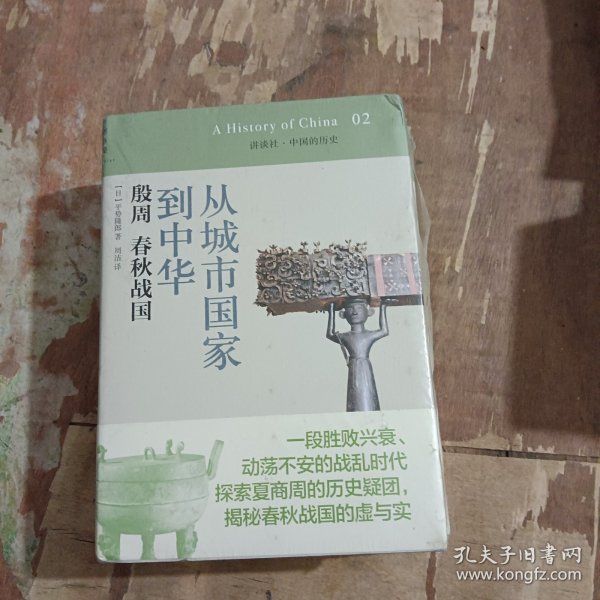 A History of China 02
讲谈社·中国的历史
从城市国家
到中华
殷周 春秋战国
[日]平势隆郎 著 周洁 译
一段胜败兴衰、
动荡不安的战乱时代
探索夏商周的历史疑团,
揭秘春秋战国的虚与实
孔夫子旧书网
www.kongfz.com